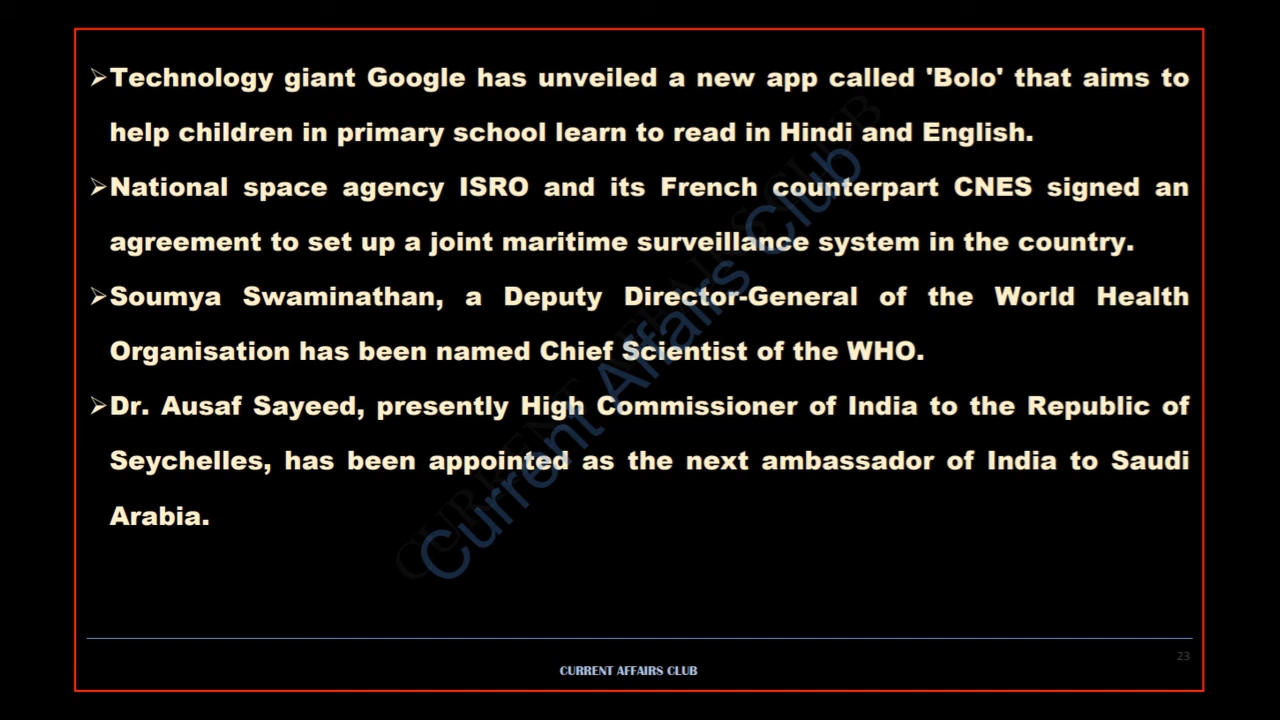 ➢Technology giant Google has unveiled a new app called 'Bolo' that aims to
help children in primary school learn to read in Hindi and English.
➢National space agency ISRO and its French counterpart CNES signed an
agreement to set up a joint maritime surveillance system in the country.
➢Soumya Swaminathan, a Deputy Director-General of the World Health
Organisation has been named Chief Scientist of the WHO.
➢Dr. Ausaf Sayeed, presently High Commissioner of India to the Republic of
Seychelles, has been appointed as the next ambassador of India to Saudi
Arabia.
CURRENT AFFAIRS CLUB
Current Affairs Club
23
CURRENT AFFAIRS CLUB